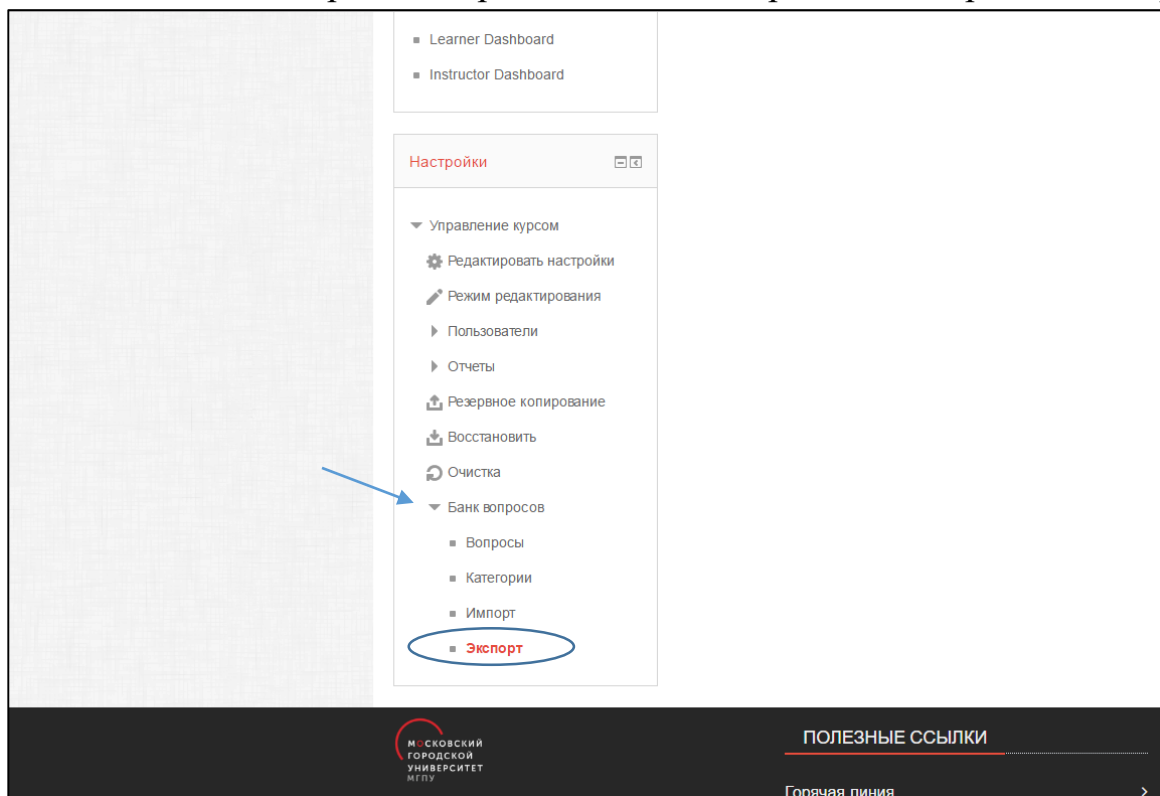 Learner Dashboard
Instructor Dashboard
Настройки
Управление курсом
Редактировать настройки
Режим редактирования
Пользователи
Отчеты
Резервное копирование
Восстановить
Очистка
Банк вопросов
Вопросы
Категории
Импорт
Экспорт
МОСКОВСКИЙ
ГОРОДСКОЙ
УНИВЕРСИТЕТ
МГПУ
ПОЛЕЗНЫЕ ССЫЛКИ
Горячая линия